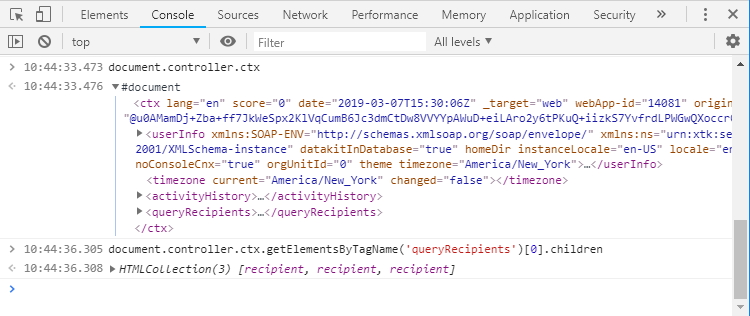 Elements Console Sources Network Performance Memory Security »
top Filter All levels
10:44:33.473 document.controller.ctx
10:44:33.476 ▼#document
<ctx lang="en" score="0" date="2019-03-07T15:30:06Z" _target="web" webApp-id="14081" origin
"@u0AMamDj+Zba+ff7JkWeSpx2KlVqCumB6Jc3dmCtDw8VVYYpAWuD+eiLAro2y6tPKuQ+iizkS7YvfrdLPWGwQXoccr
▶<userInfo xmlns:SOAP-ENV="http://schemas.xmlsoap.org/soap/envelope/" xmlns:ns="urn:xtk:se
2001/XMLSchema-instance" datakitInDatabase="true" homeDir instanceLocale="en-US" locale="en
noConsoleCnx="true" orgUnitId="0" theme timezone="America/New_York">…</userInfo>
<timezone current="America/New_York" changed="false"></timezone>
▶<activityHistory>…</activityHistory>
▶<queryRecipients>…</queryRecipients>
</ctx>
10:44:36.305 document.controller.ctx.getElementsByTagName('queryRecipients')[0].children
10:44:36.308 ▶HTMLCollection(3) [recipient, recipient, recipient]